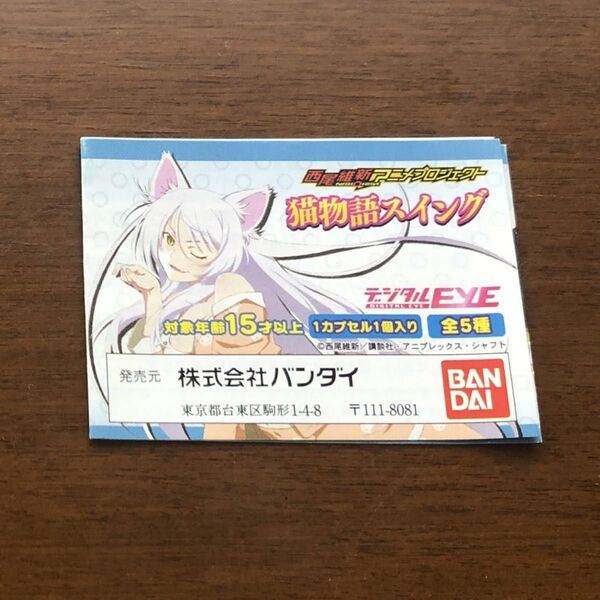 西尾維新アニメプロジェクト
猫物語スイング
デジタルEYE
DIGITAL EYE
対象年齢15才以上 1カプセル1個入り 全5種
©西尾維新/講談社・アニプレックス・シャフト
発売元 株式会社バンダイ
東京都台東区駒形1-4-8 〒111-8081
BAN
DAI